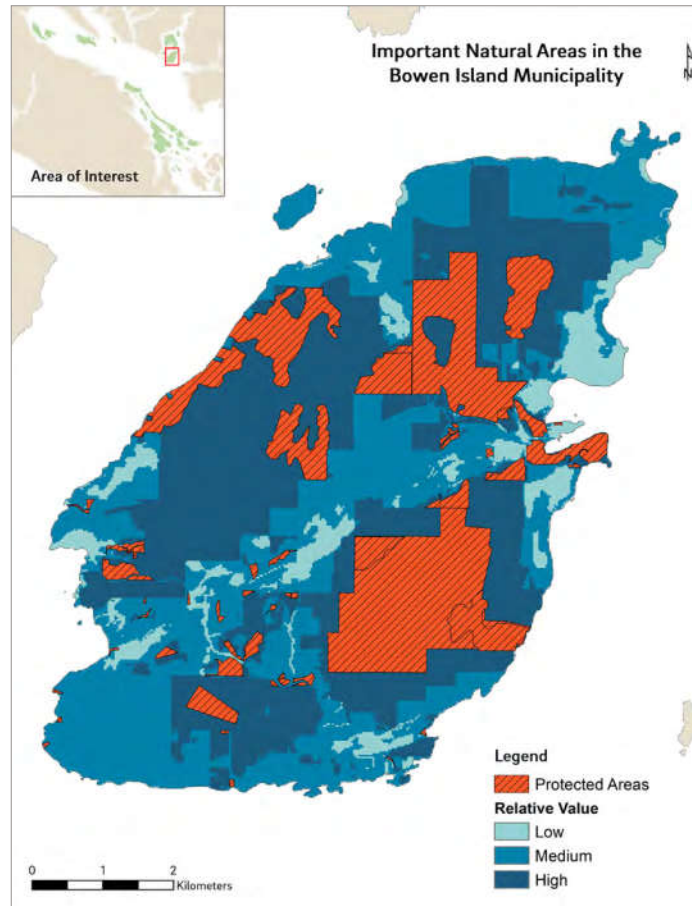 Important Natural Areas in the
Bowen Island Municipality
N
Area of Interest
Legend
Protected Areas
Relative Value
Low
Medium
High
0 1 2
Kilometers